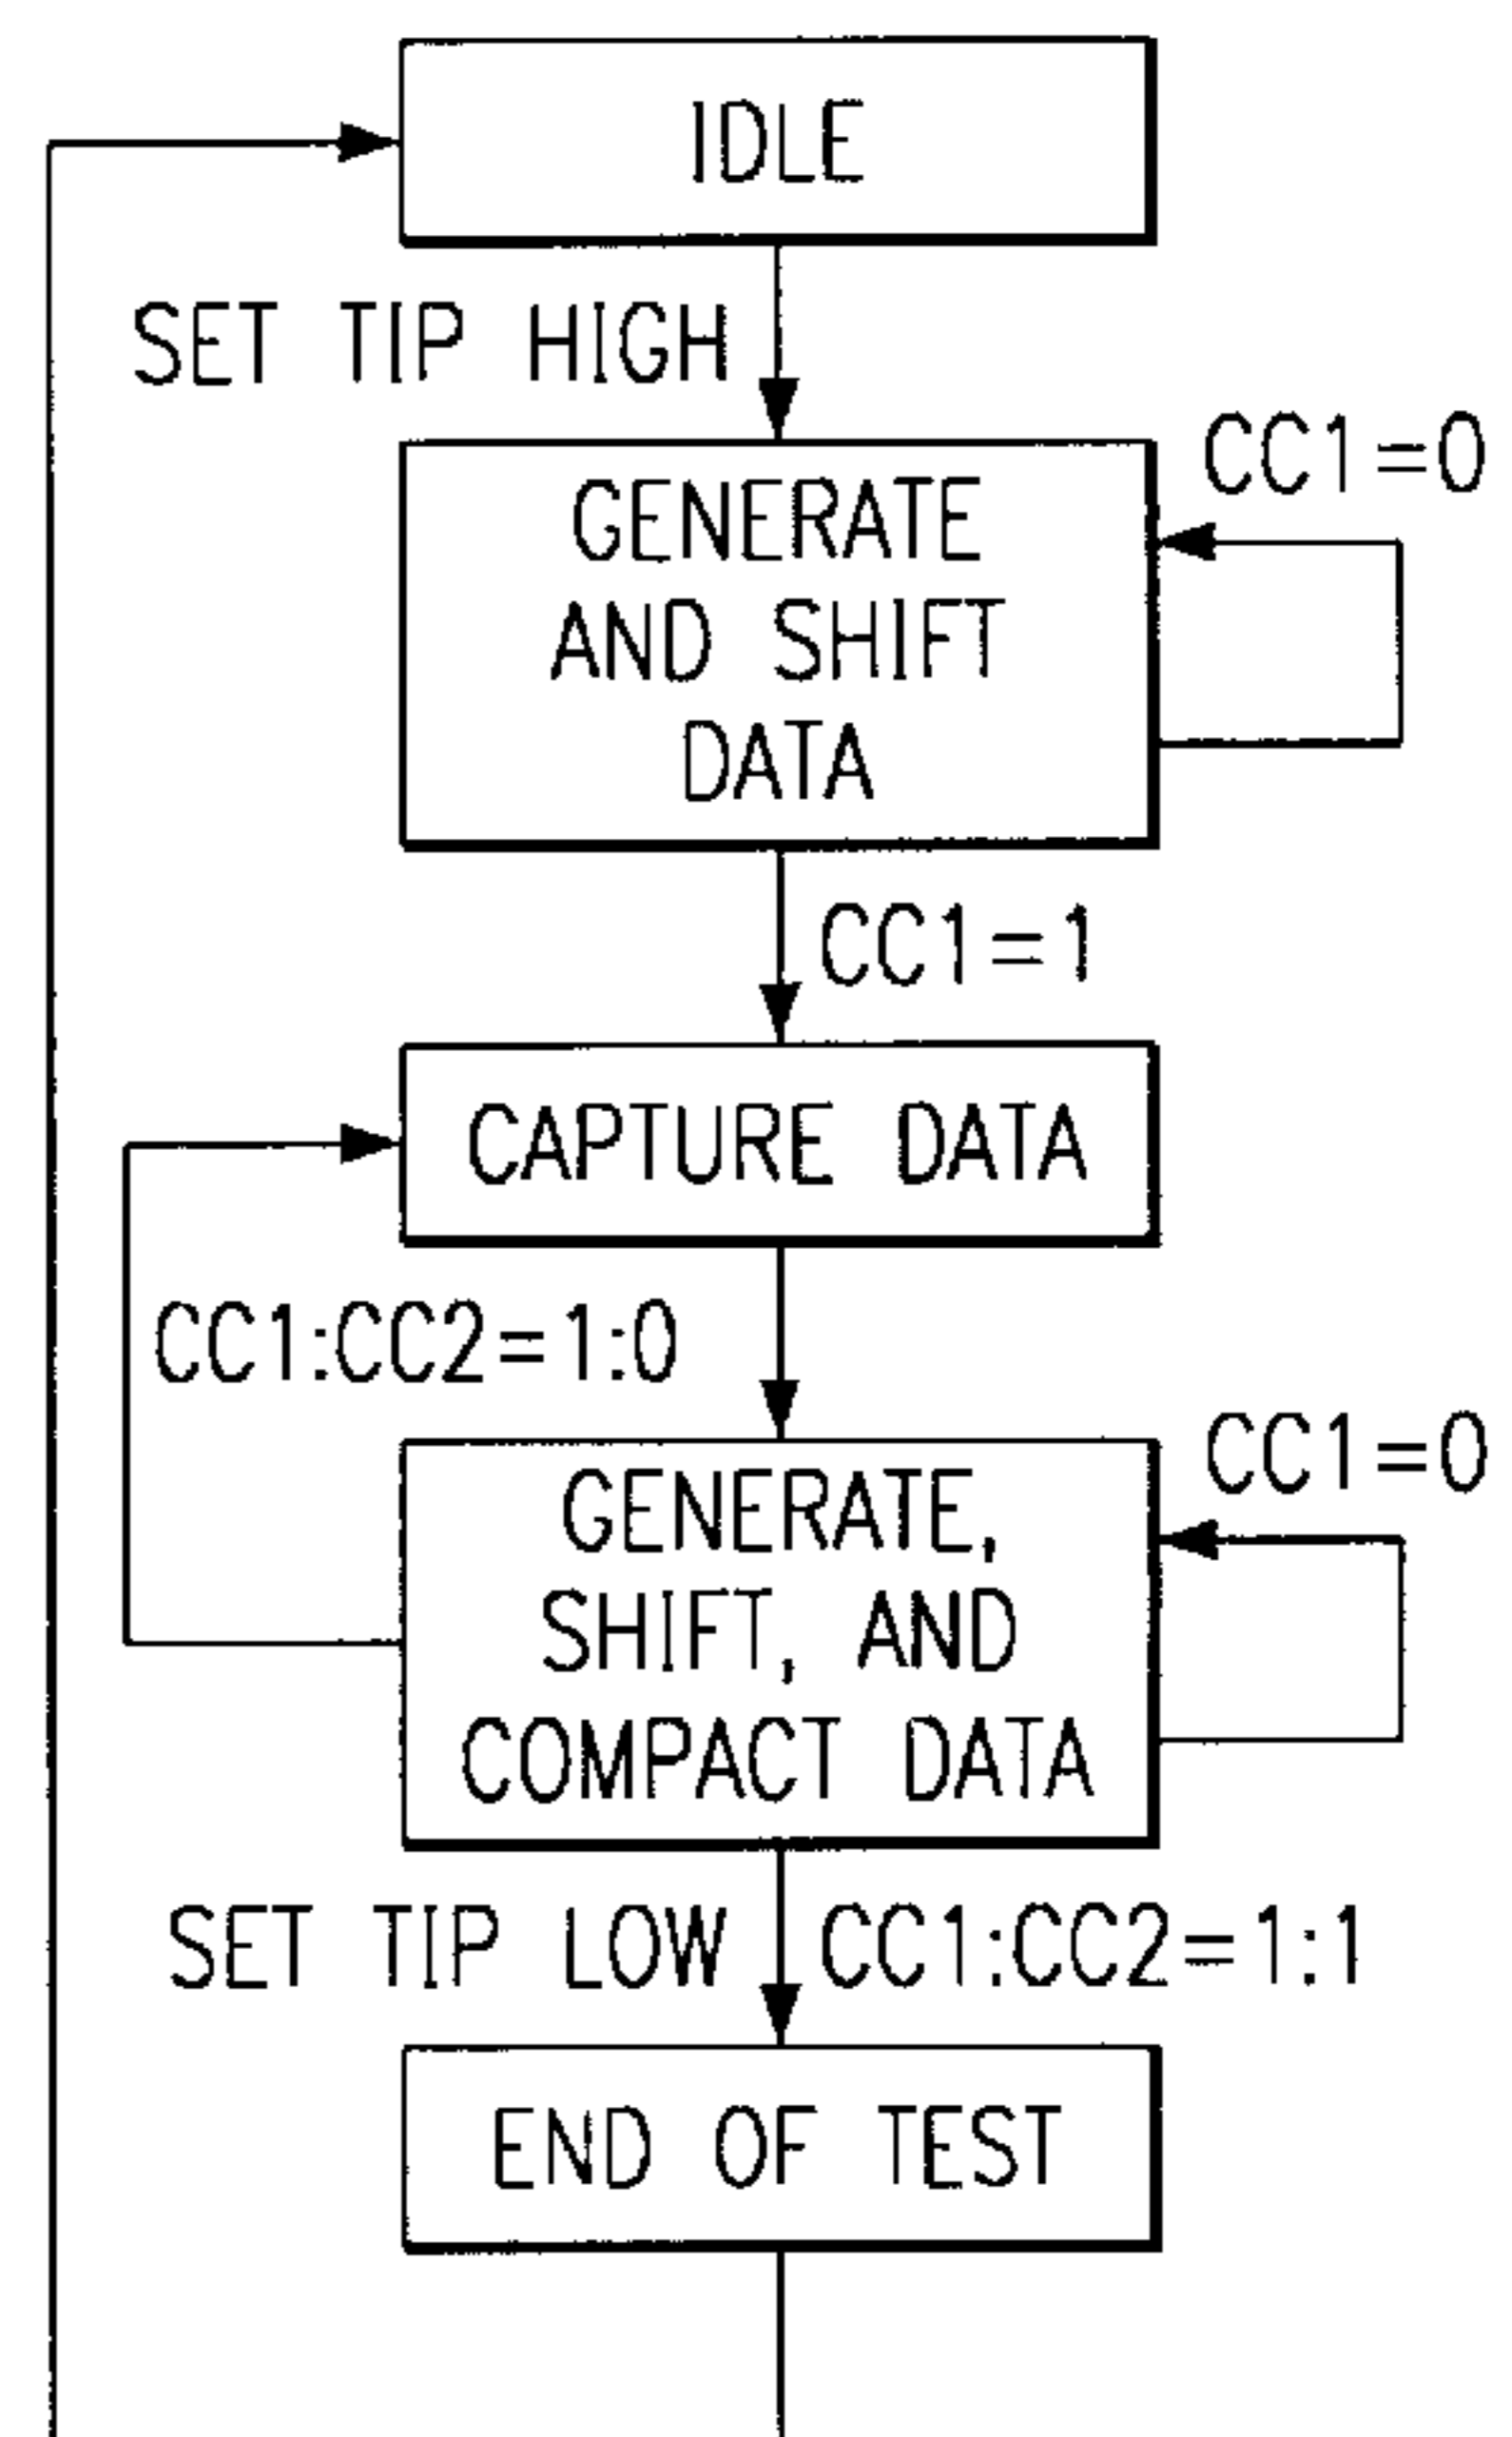 IDLE
SET TIP HIGH
CC1=0
GENERATE
AND SHIFT
DATA
CC1=1
CAPTURE DATA
CC1:CC2=1:0
CC1=0
GENERATE,
SHIFT, AND
COMPACT DATA
SET TIP LOW
CC1:CC2=1:1
END OF TEST